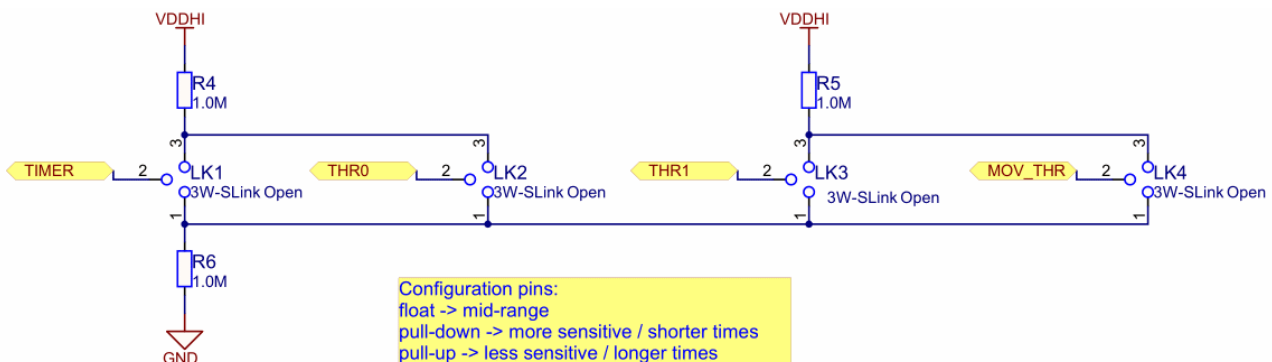 VDDHI
VDDHI
R4
1.0M
R5
1.0M
3
3
3
3
TIMER
2
LK1
3W-SLink Open
THR0
2
LK2
3W-SLink Open
THR1
2
LK3
3W-SLink Open
MOV_THR
2
LK4
3W-SLink Open
1
1
1
1
R6
1.0M
GND
Configuration pins:
float -> mid-range
pull-down -> more sensitive / shorter times
pull-up -> less sensitive / longer times